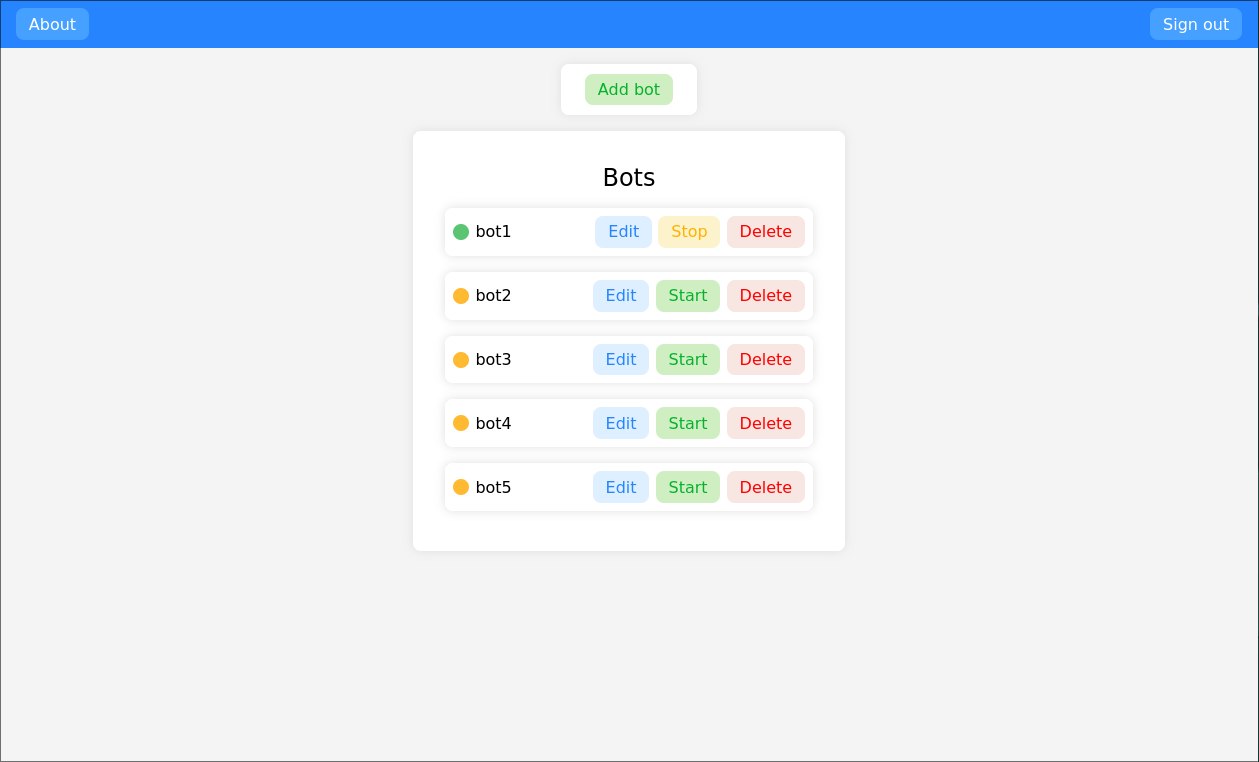 About Sign out
Add bot
Bots
bot1 Edit Stop Delete
bot2 Edit Start Delete
bot3 Edit Start Delete
bot4 Edit Start Delete
bot5 Edit Start Delete